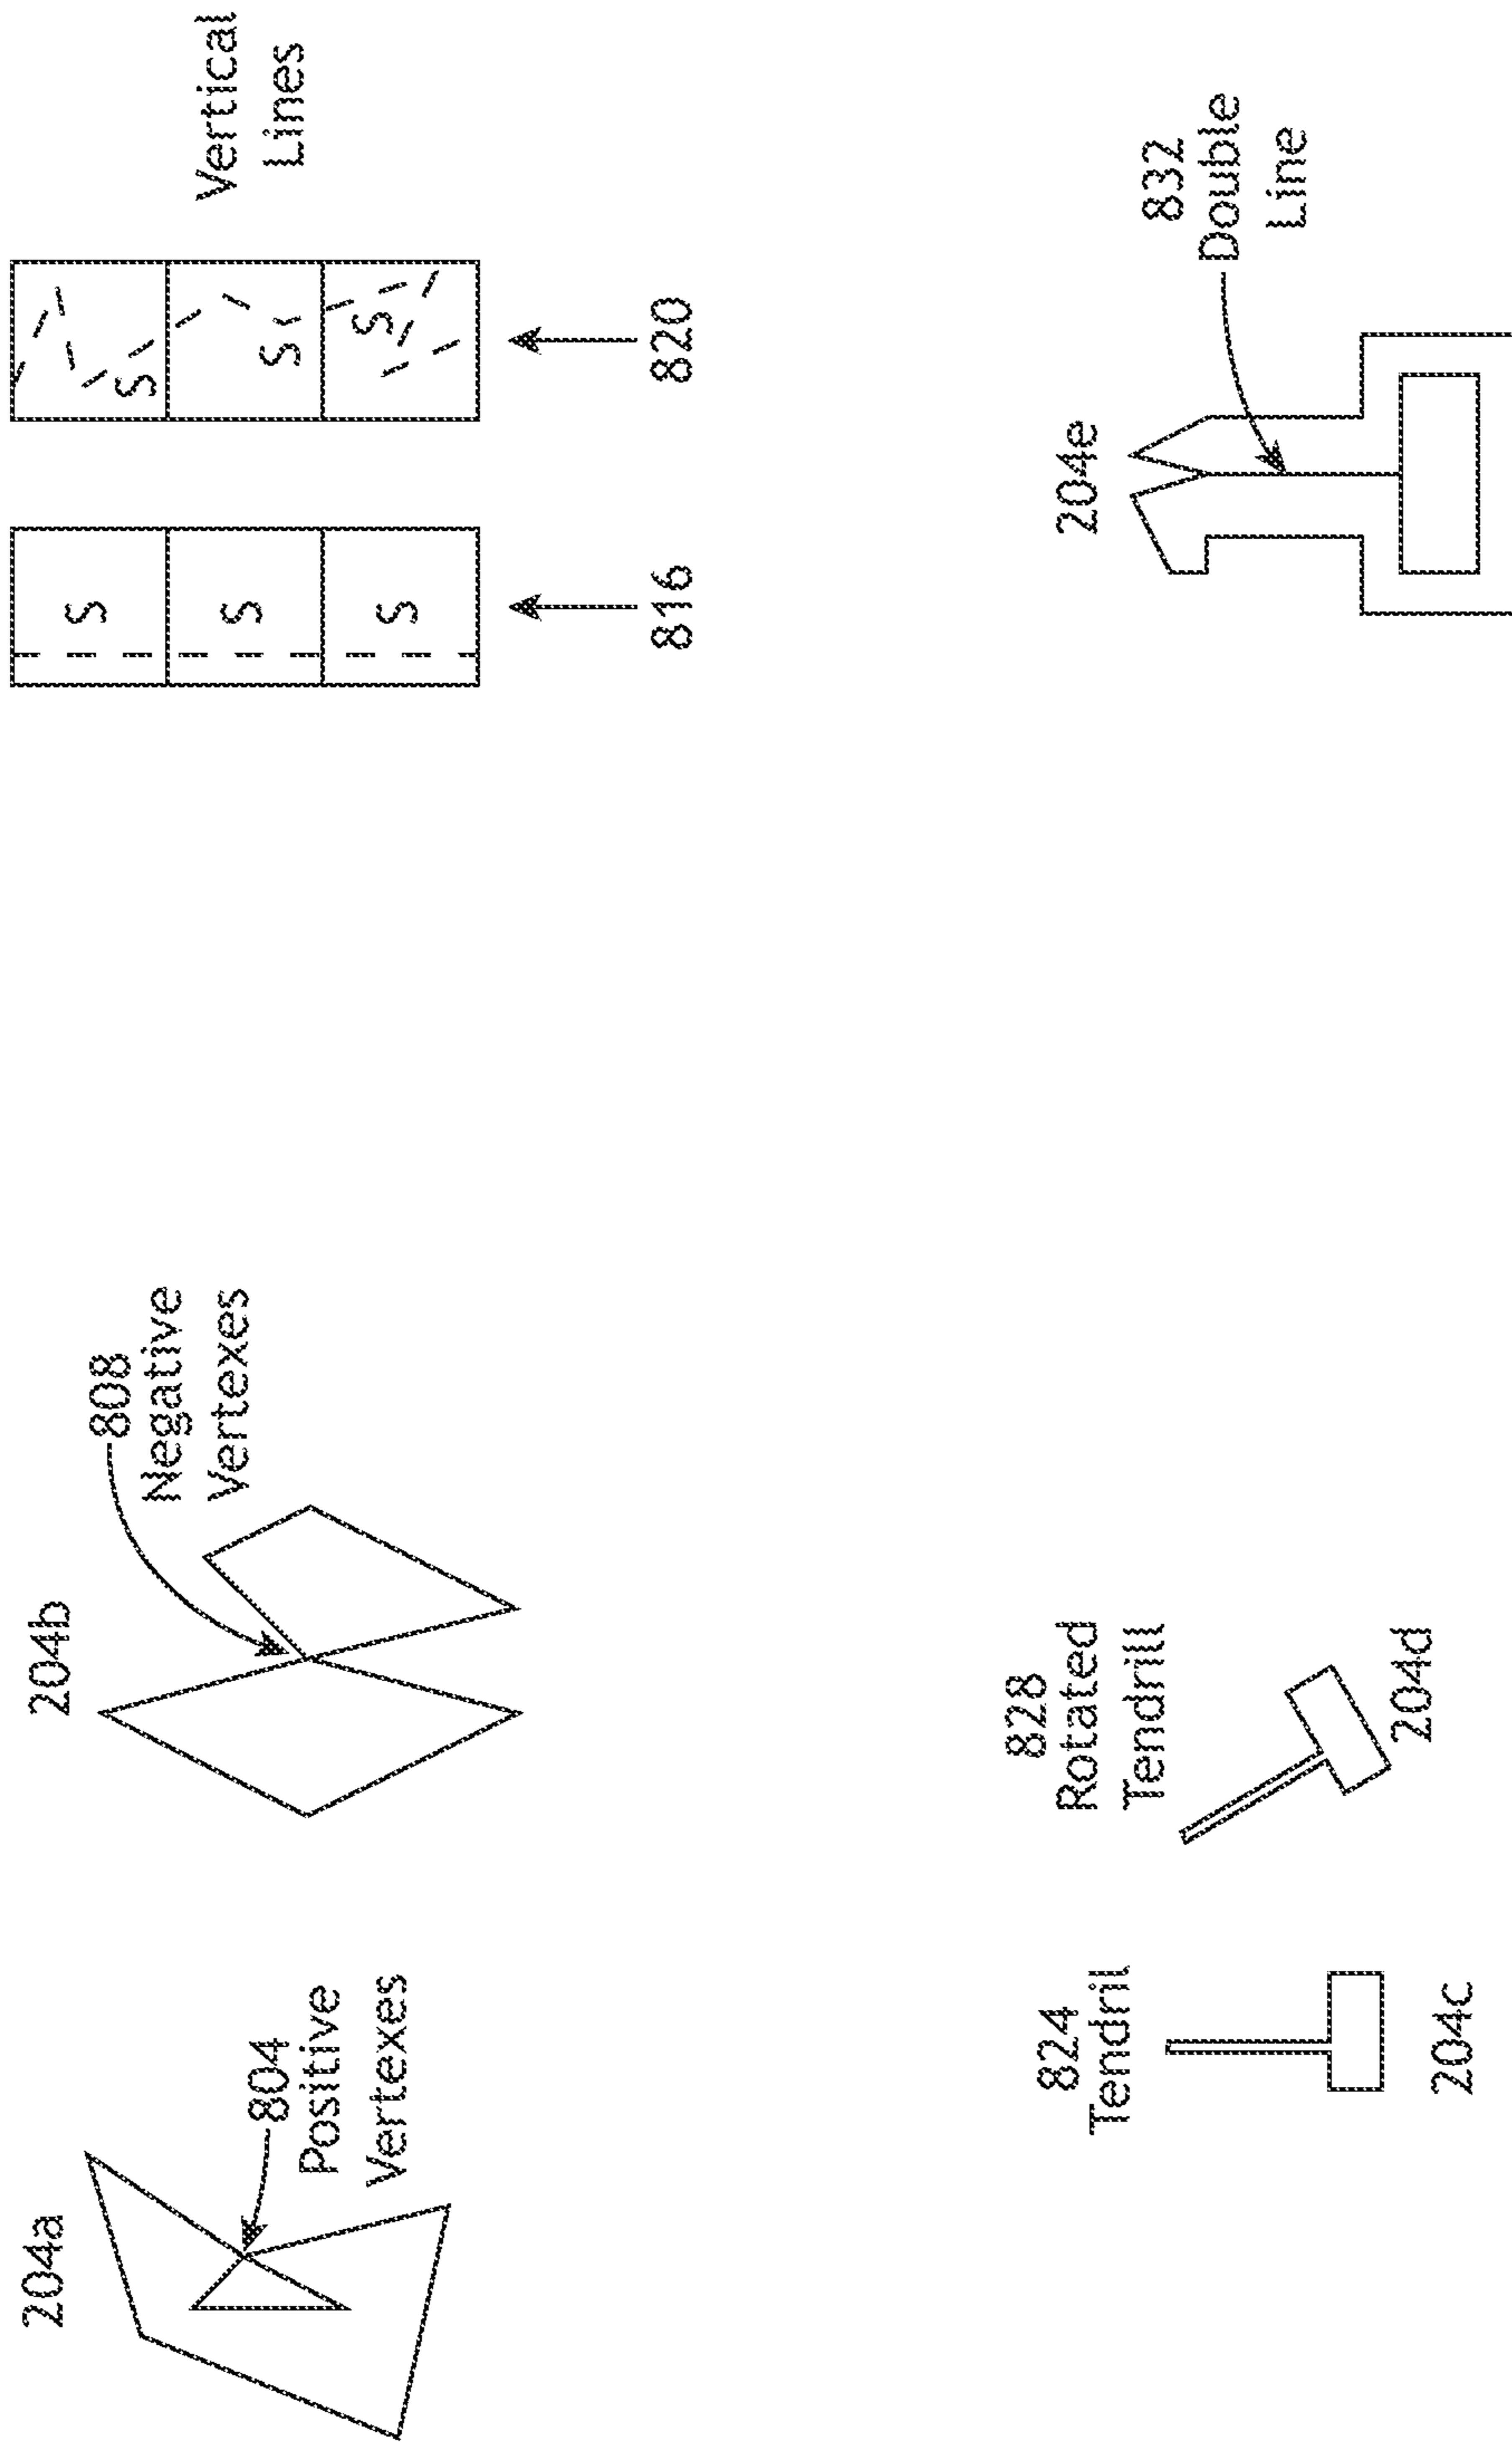 204a
804
Positive
Vertexes
204b
808
Negative
Vertexes
S
S
S
816
S
S
S
820
Vertical
Lines
824
Tendril
204c
828
Rotated
Tendrill
204d
204e
832
Double
Line